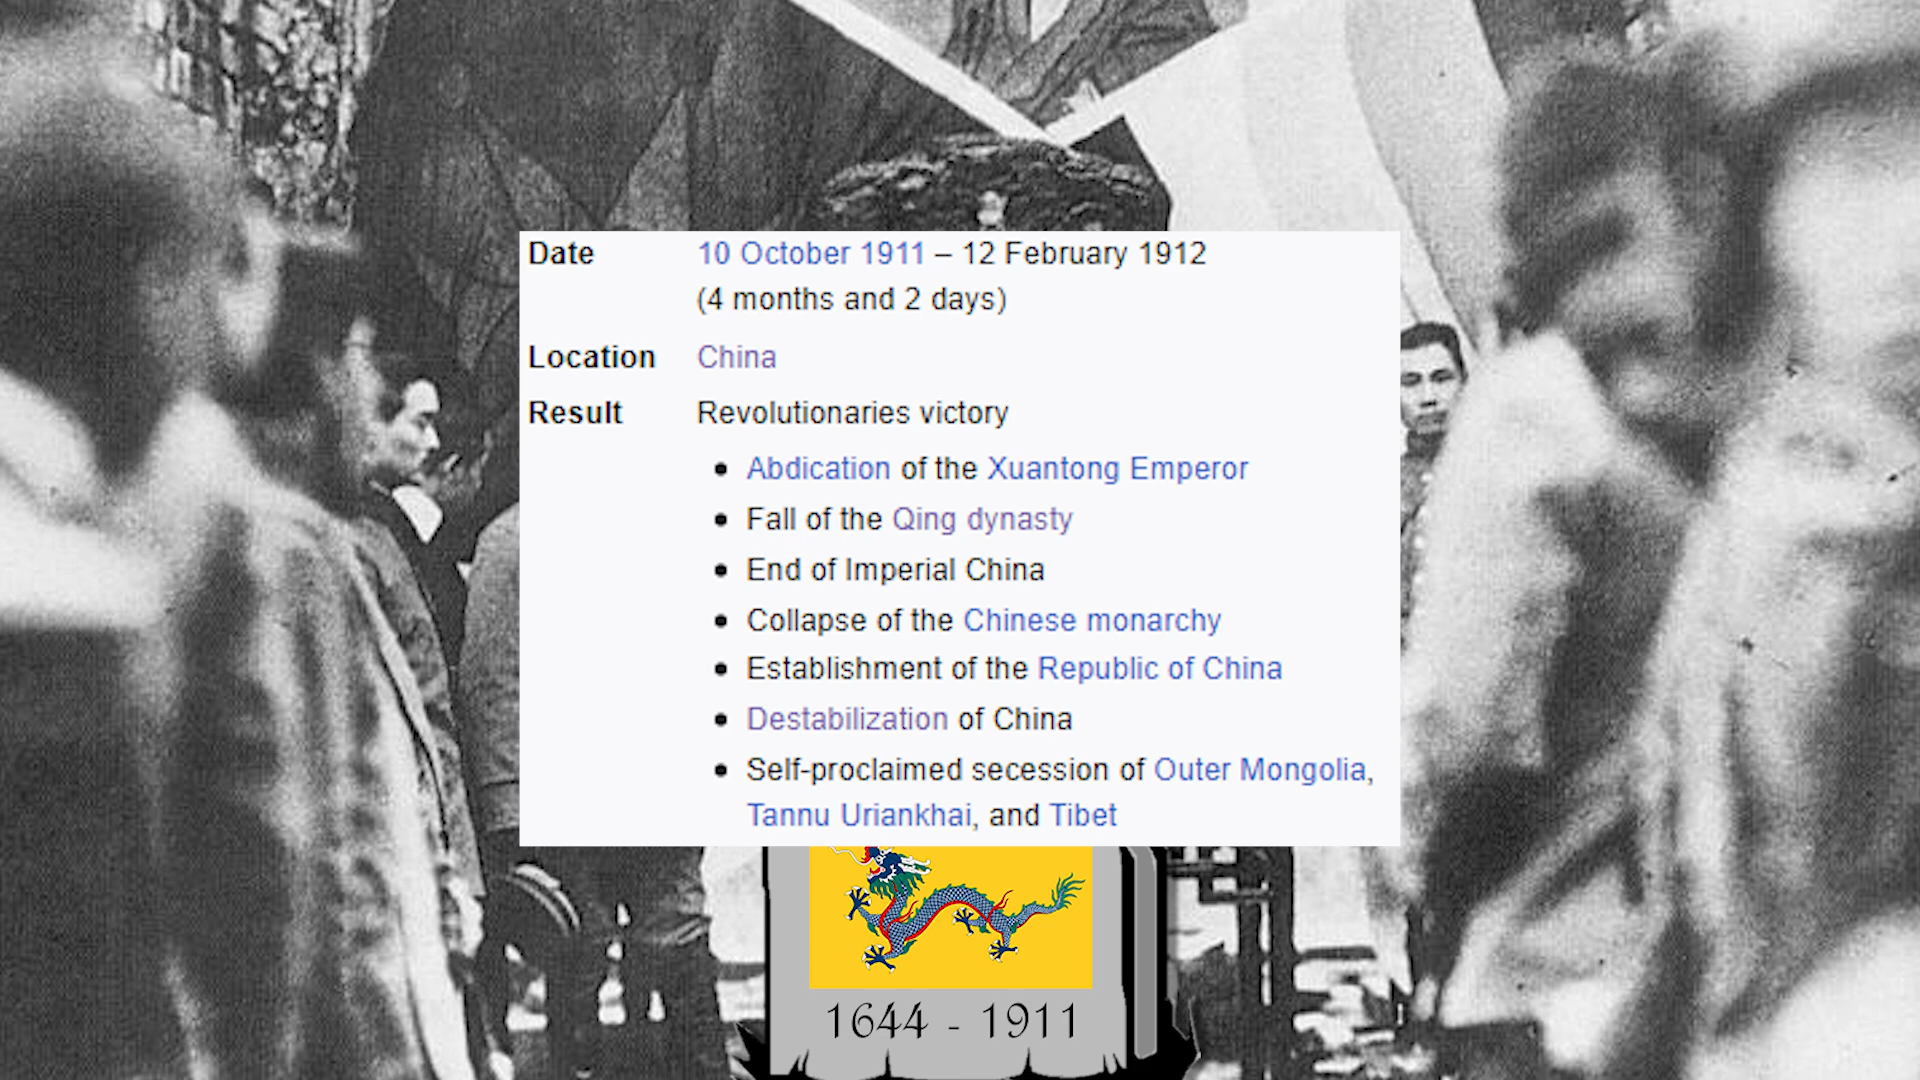 Date 10 October 1911 – 12 February 1912
(4 months and 2 days)
Location China
Result Revolutionaries victory
• Abdication of the Xuantong Emperor
• Fall of the Qing dynasty
• End of Imperial China
• Collapse of the Chinese monarchy
• Establishment of the Republic of China
• Destabilization of China
• Self-proclaimed secession of Outer Mongolia,
Tannu Uriankhai, and Tibet
1644 - 1911